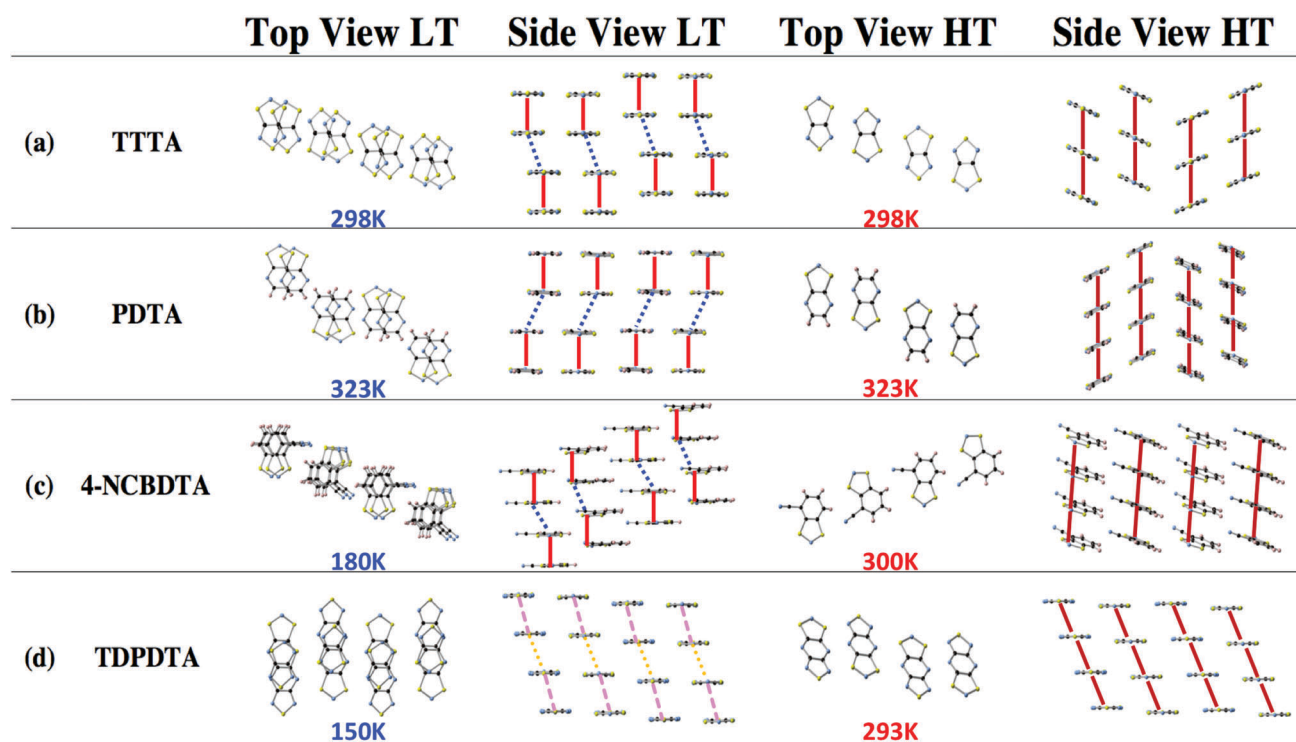 Top View LT Side View LT Top View HT Side View HT
(a) TTTA
298K 298K
(b) PDTA
323K 323K
(c) 4-NCBDTA
180K 300K
(d) TDPDTA
150K 293K